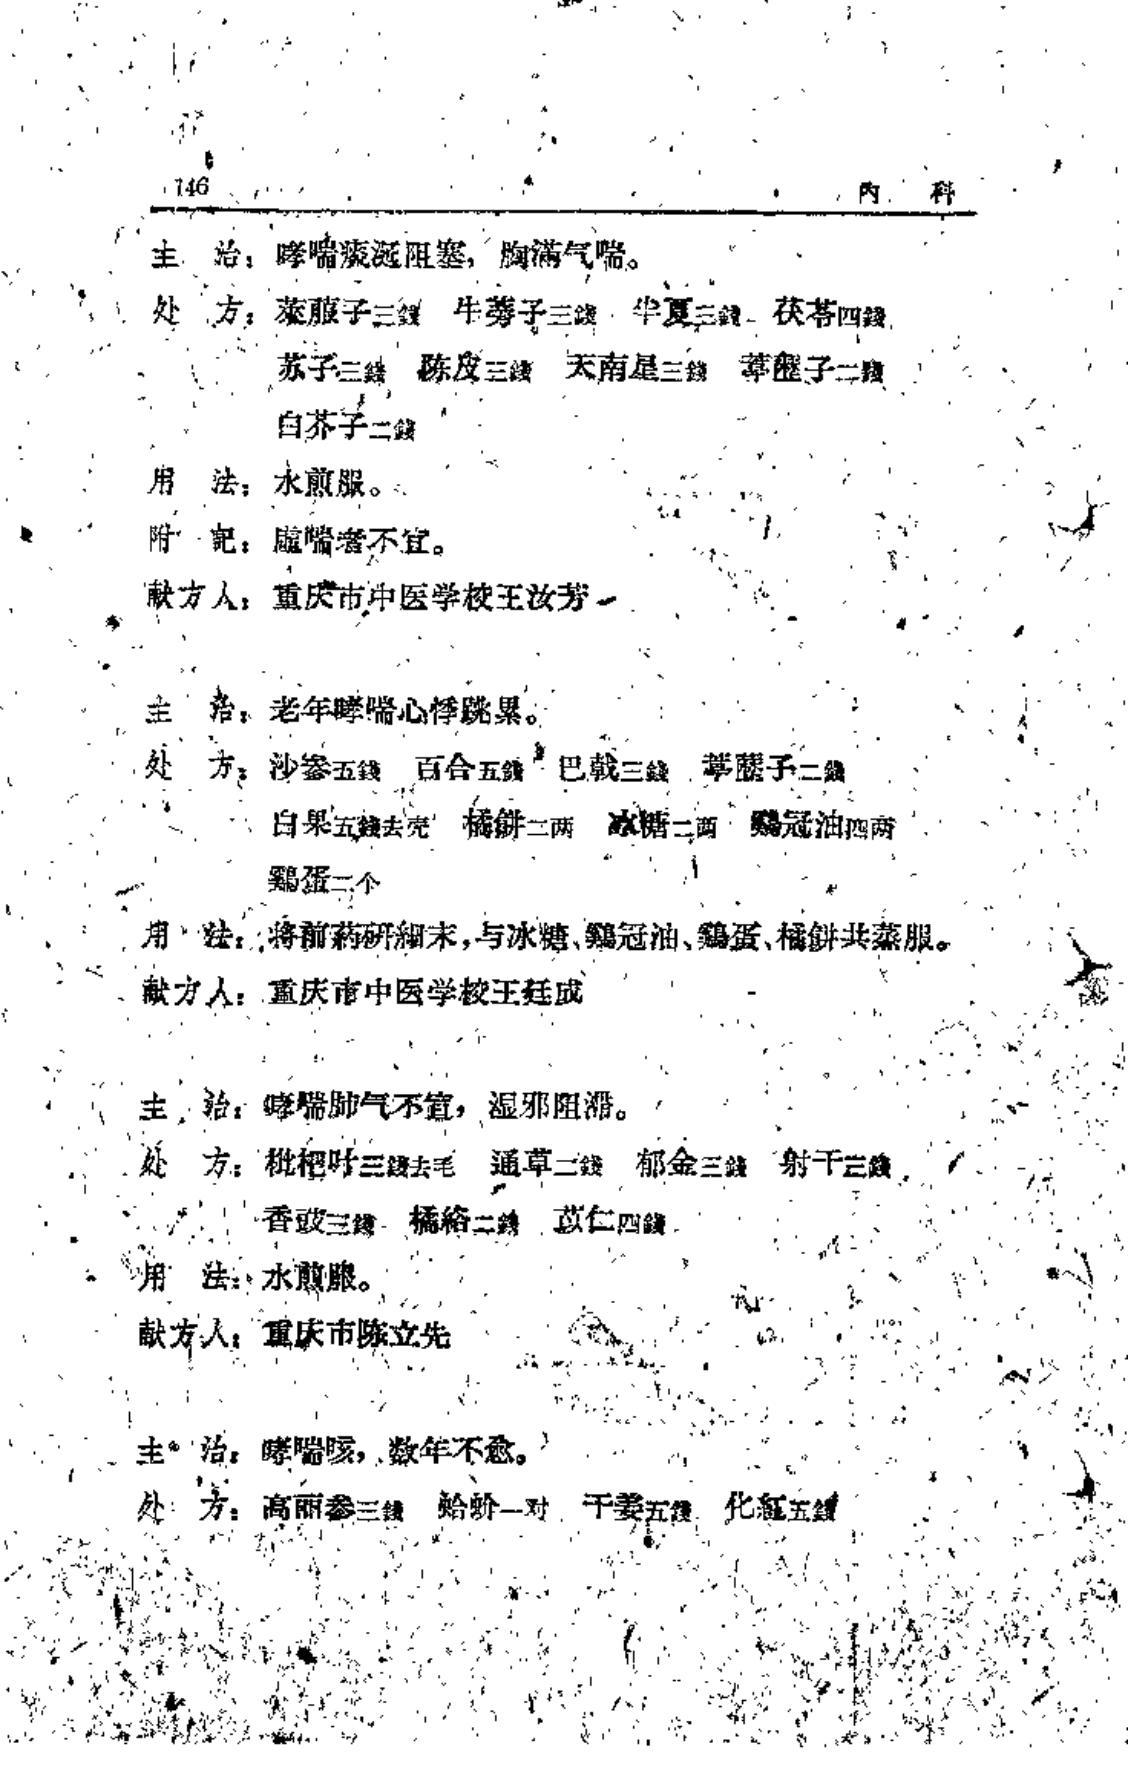 146 内 科
主 治：哮喘痰涎阻塞，胸滿气喘。
处 方：萊菔子三錢 牛蒡子三錢 半夏三錢 茯苓四錢
苏子三錢 陈皮三錢 天南星三錢 葶藶子二錢
白芥子二錢
用 法：水煎服。
附 記：虛喘者不宜。
献方人：重庆市中医学校王汝芳
主 治：老年哮喘心悸跳累。
处 方：沙参五錢 百合五錢 巴戟三錢 葶藶子二錢
白果五錢去壳 橘餅二两 冰糖二两 鷄冠油四两
鷄蛋二个
用 法：将前药研細末，与冰糖、鷄冠油、鷄蛋、橘餅共蒸服。
献方人：重庆市中医学校王廷成
主 治：哮喘肺气不宣，湿邪阻滞。
处 方：枇杷叶三錢去毛 通草二錢 郁金三錢 射干三錢
香豉三錢 橘絡二錢 苡仁四錢
用 法：水煎服。
献方人：重庆市陈立先
主 治：哮喘咳，数年不愈。
处 方：高丽参三錢 蛤蚧一对 干姜五錢 化紅五錢